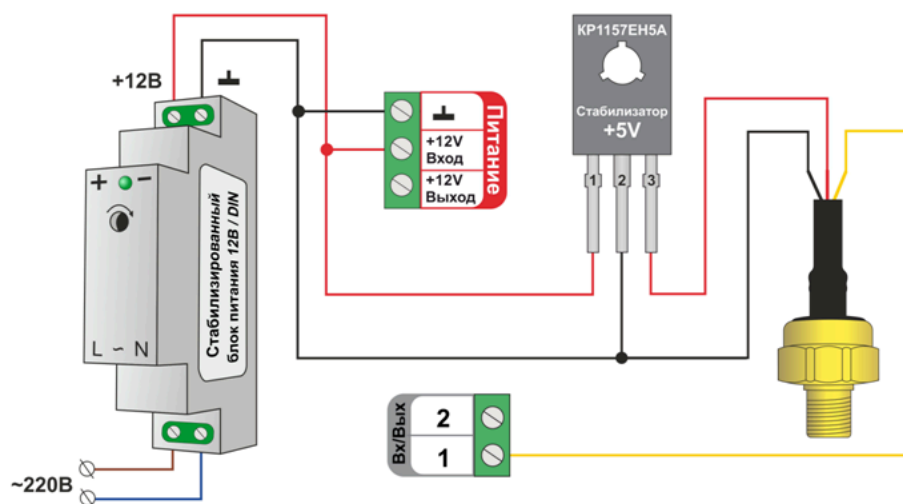 +12В
+ -
L ~ N
Стабилизированный
блок питания 12В / DIN
~220В
+12V
Вход
+12V
Выход
Питание
КР1157ЕН5А
Стабилизатор
+5V
1 2 3
Вх/Вых
2
1